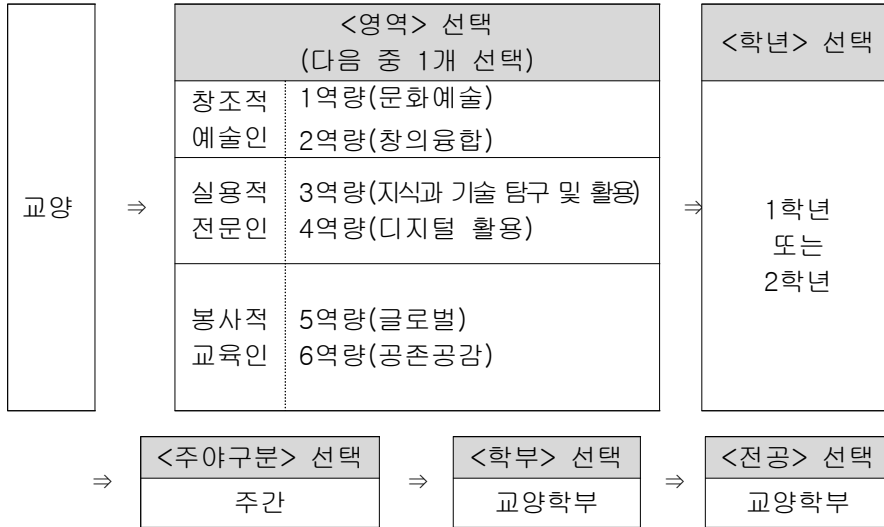 <영역> 선택
(다음 중 1개 선택)
<학년> 선택
교양
⇒
창조적
예술인
1역량(문화예술)
2역량(창의융합)
실용적
전문인
3역량(지식과 기술 탐구 및 활용)
4역량(디지털 활용)
봉사적
교육인
5역량(글로벌)
6역량(공존공감)
⇒
1학년
또는
2학년
⇒
<주야구분> 선택
주간
⇒
<학부> 선택
교양학부
⇒
<전공> 선택
교양학부